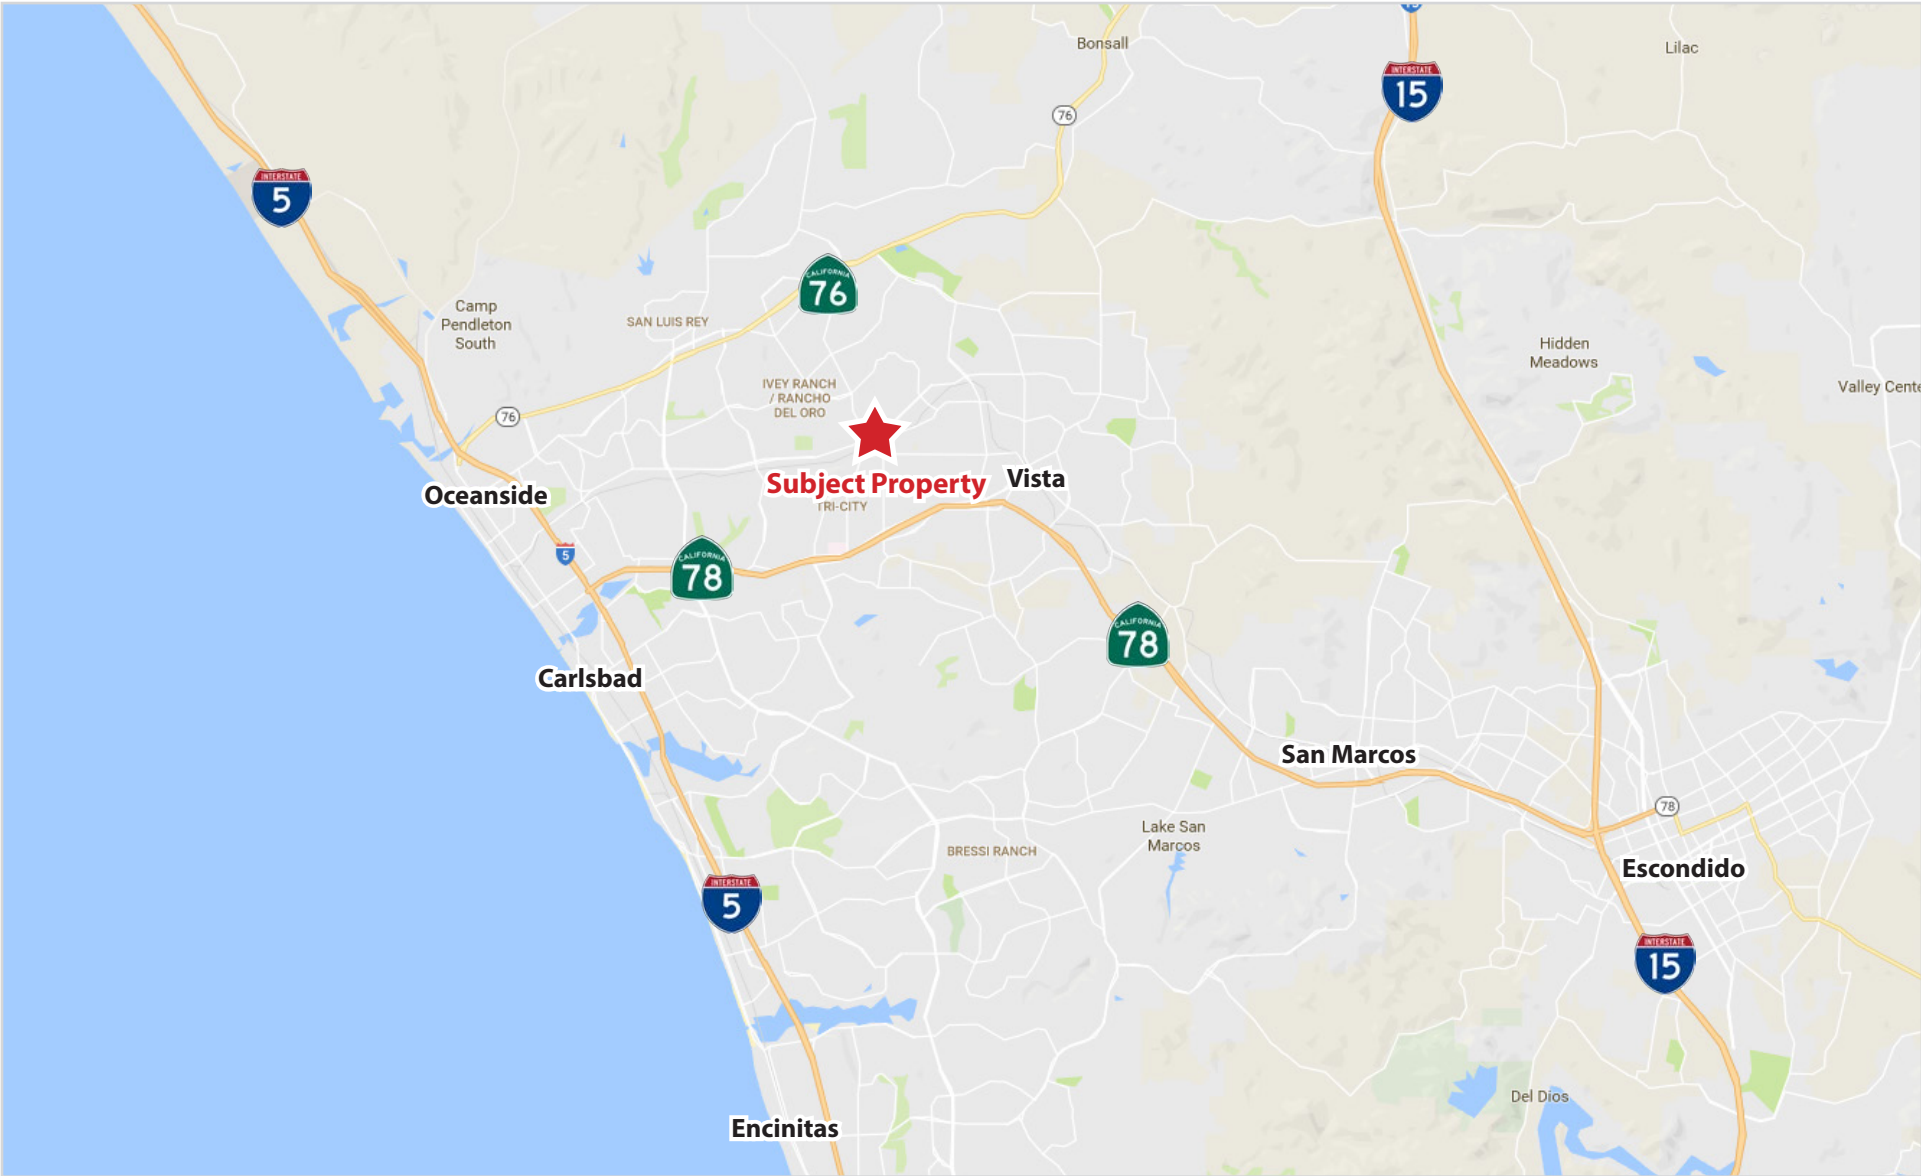 15
Bonsall
Lilac
INTERSTATE
15
76
INTERSTATE
5
CALIFORNIA
76
Camp
Pendleton
South
SAN LUIS REY
Hidden
Meadows
IVEY RANCH
/ RANCHO
DEL ORO
Valley Cente
76
Subject Property
Vista
Oceanside
TRI-CITY
5
CALIFORNIA
78
CALIFORNIA
78
Carlsbad
San Marcos
78
Lake San
Marcos
BRESSI RANCH
Escondido
INTERSTATE
5
INTERSTATE
15
Del Dios
Encinitas